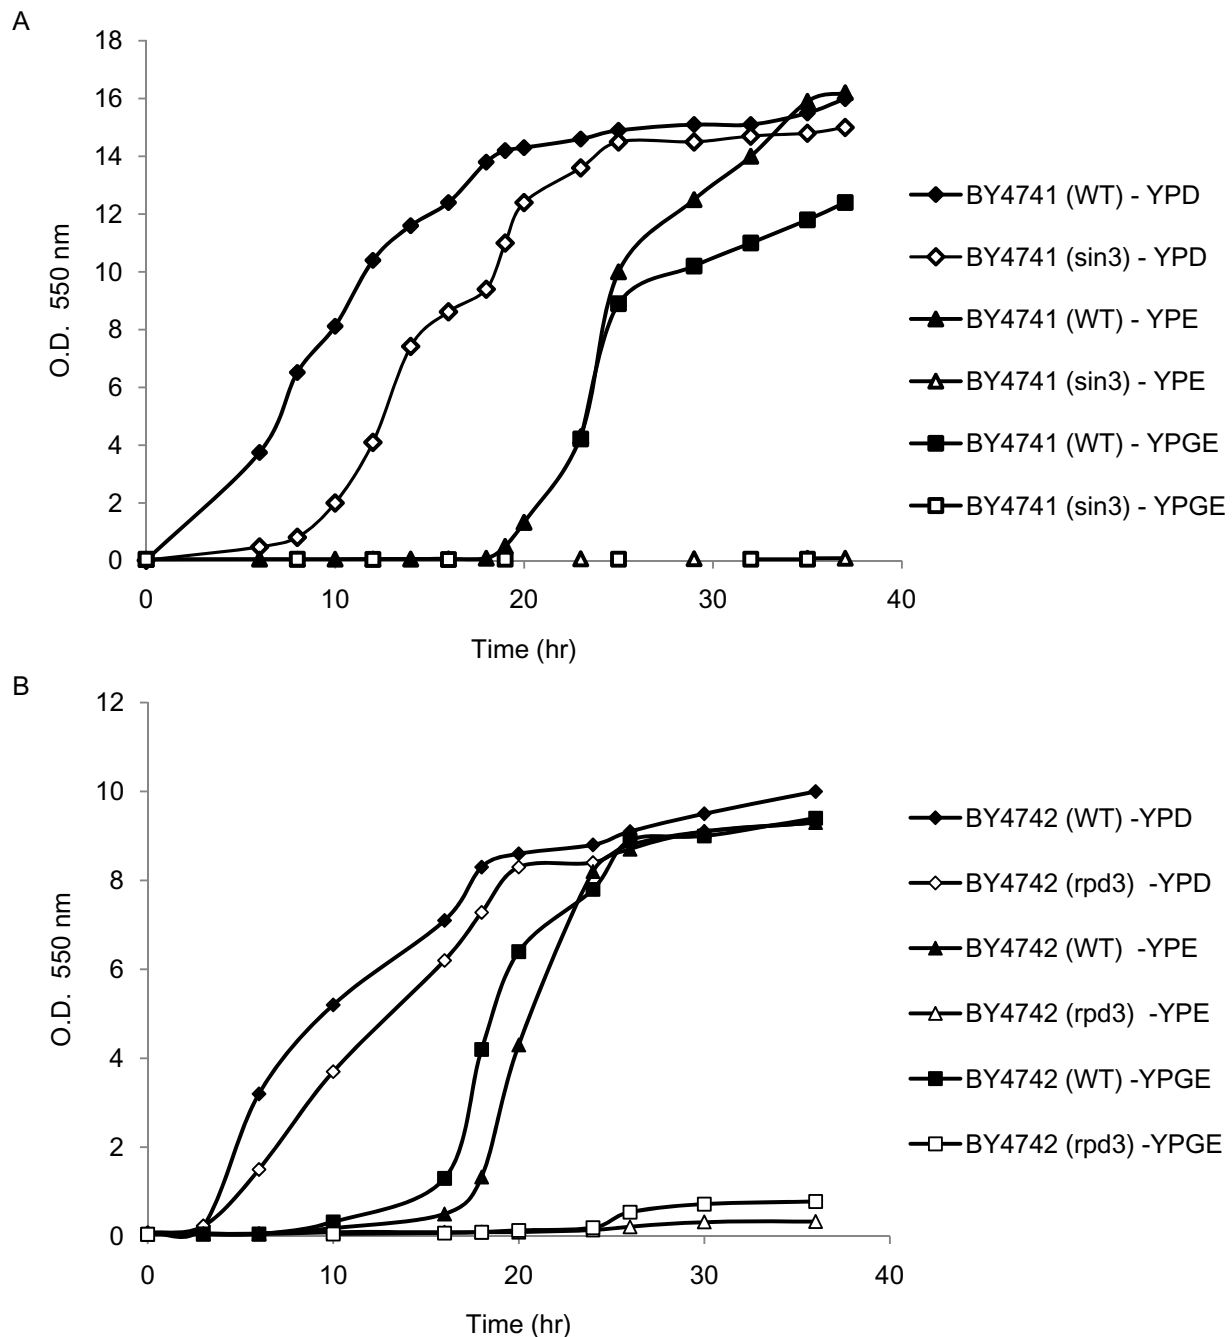 A
18
16
14
12
10
8
6
4
2
0
O.D. 550 nm
0 10 20 30 40
Time (hr)
BY4741 (WT) - YPD
BY4741 (sin3) - YPD
BY4741 (WT) - YPE
BY4741 (sin3) - YPE
BY4741 (WT) - YPGE
BY4741 (sin3) - YPGE
B
12
10
8
6
4
2
0
O.D. 550 nm
0 10 20 30 40
Time (hr)
BY4742 (WT) -YPD
BY4742 (rpd3) -YPD
BY4742 (WT) -YPE
BY4742 (rpd3) -YPE
BY4742 (WT) -YPGE
BY4742 (rpd3) -YPGE